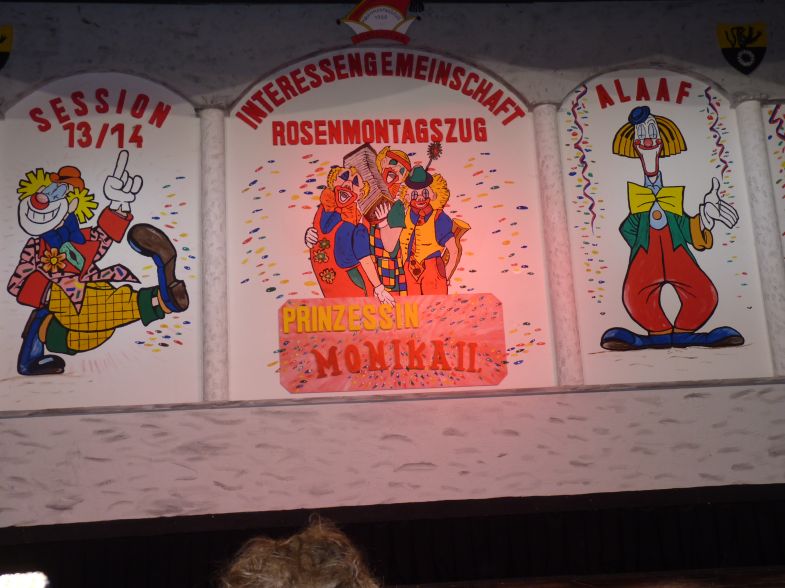 SESSION
13/14
INTERESSENGEMEINSCHAFT
ROSENMONTAGSZUG
PRINZESSIN
MONIKA II.
ALAAF